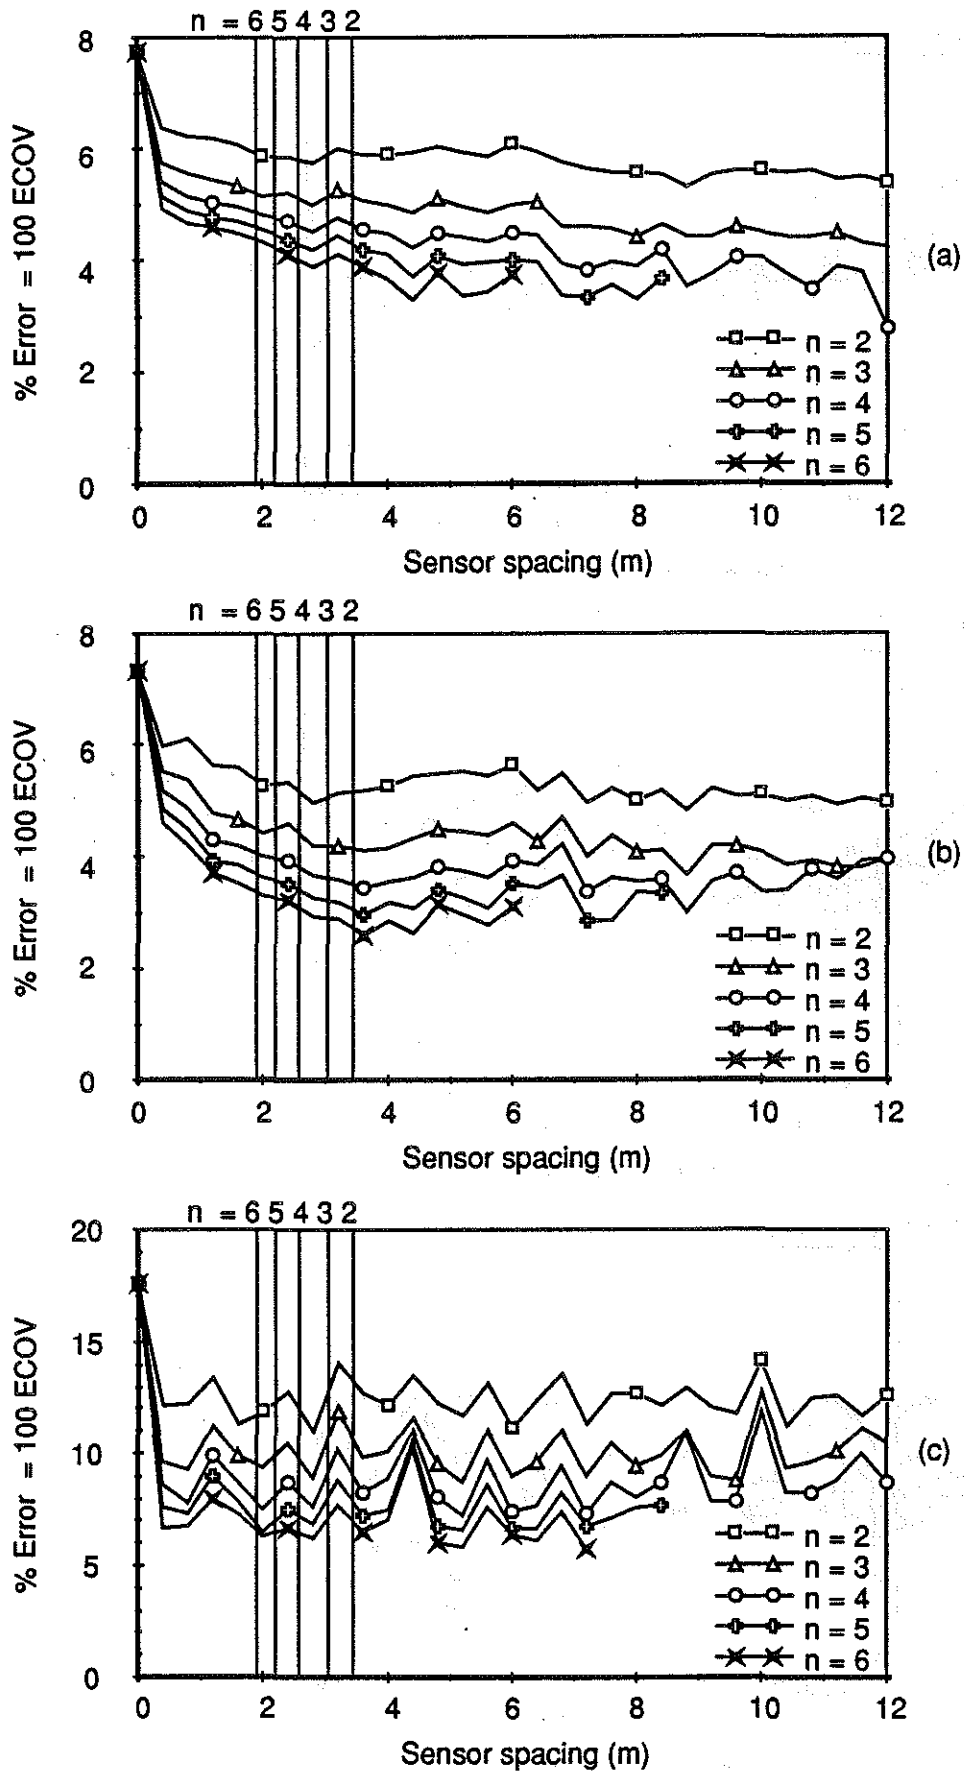 n = 6 5 4 3 2
8
6
4
2
0
% Error = 100 ECOV
(a)
n = 2
n = 3
n = 4
n = 5
n = 6
0 2 4 6 8 10 12
Sensor spacing (m)
n = 6 5 4 3 2
8
6
4
2
0
% Error = 100 ECOV
(b)
n = 2
n = 3
n = 4
n = 5
n = 6
0 2 4 6 8 10 12
Sensor spacing (m)
n = 6 5 4 3 2
20
15
10
5
0
% Error = 100 ECOV
(c)
n = 2
n = 3
n = 4
n = 5
n = 6
0 2 4 6 8 10 12
Sensor spacing (m)